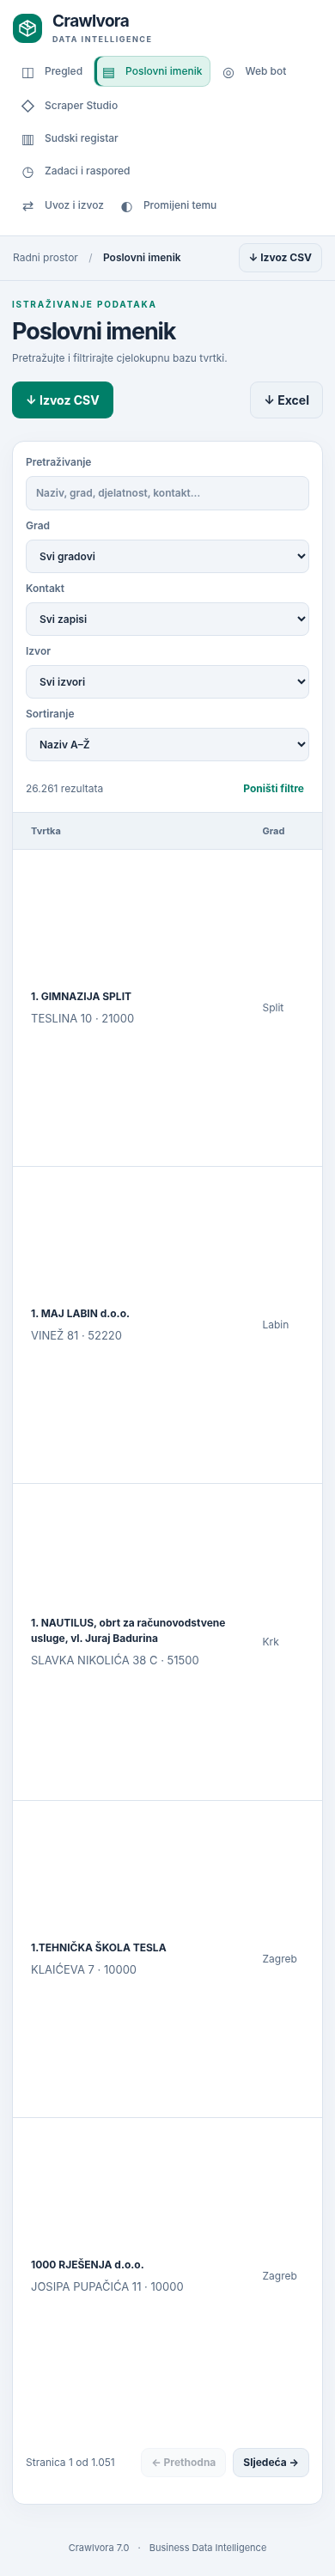 Crawlvora
DATA INTELLIGENCE
Pregled
Poslovni imenik
Web bot
Scraper Studio
Sudski registar
Zadaci i raspored
Uvoz i izvoz
Promijeni temu
Radni prostor / Poslovni imenik
↓ Izvoz CSV
ISTRAŽIVANJE PODATAKA
Poslovni imenik
Pretražujte i filtrirajte cjelokupnu bazu tvrtki.
↓ Izvoz CSV
↓ Excel
Pretraživanje
Naziv, grad, djelatnost, kontakt...
Grad
Svi gradovi
Kontakt
Svi zapisi
Izvor
Svi izvori
Sortiranje
Naziv A–Ž
26.261 rezultata
Poništi filtre
Tvrtka Grad
1. GIMNAZIJA SPLIT
TESLINA 10 · 21000
Split
1. MAJ LABIN d.o.o.
VINEŽ 81 · 52220
Labin
1. NAUTILUS, obrt za računovodstvene
usluge, vl. Juraj Badurina
SLAVKA NIKOLIĆA 38 C · 51500
Krk
1.TEHNIČKA ŠKOLA TESLA
KLAIĆEVA 7 · 10000
Zagreb
1000 RJEŠENJA d.o.o.
JOSIPA PUPAČIĆA 11 · 10000
Zagreb
Stranica 1 od 1.051
← Prethodna
Sljedeća →
Crawlvora 7.0 · Business Data Intelligence